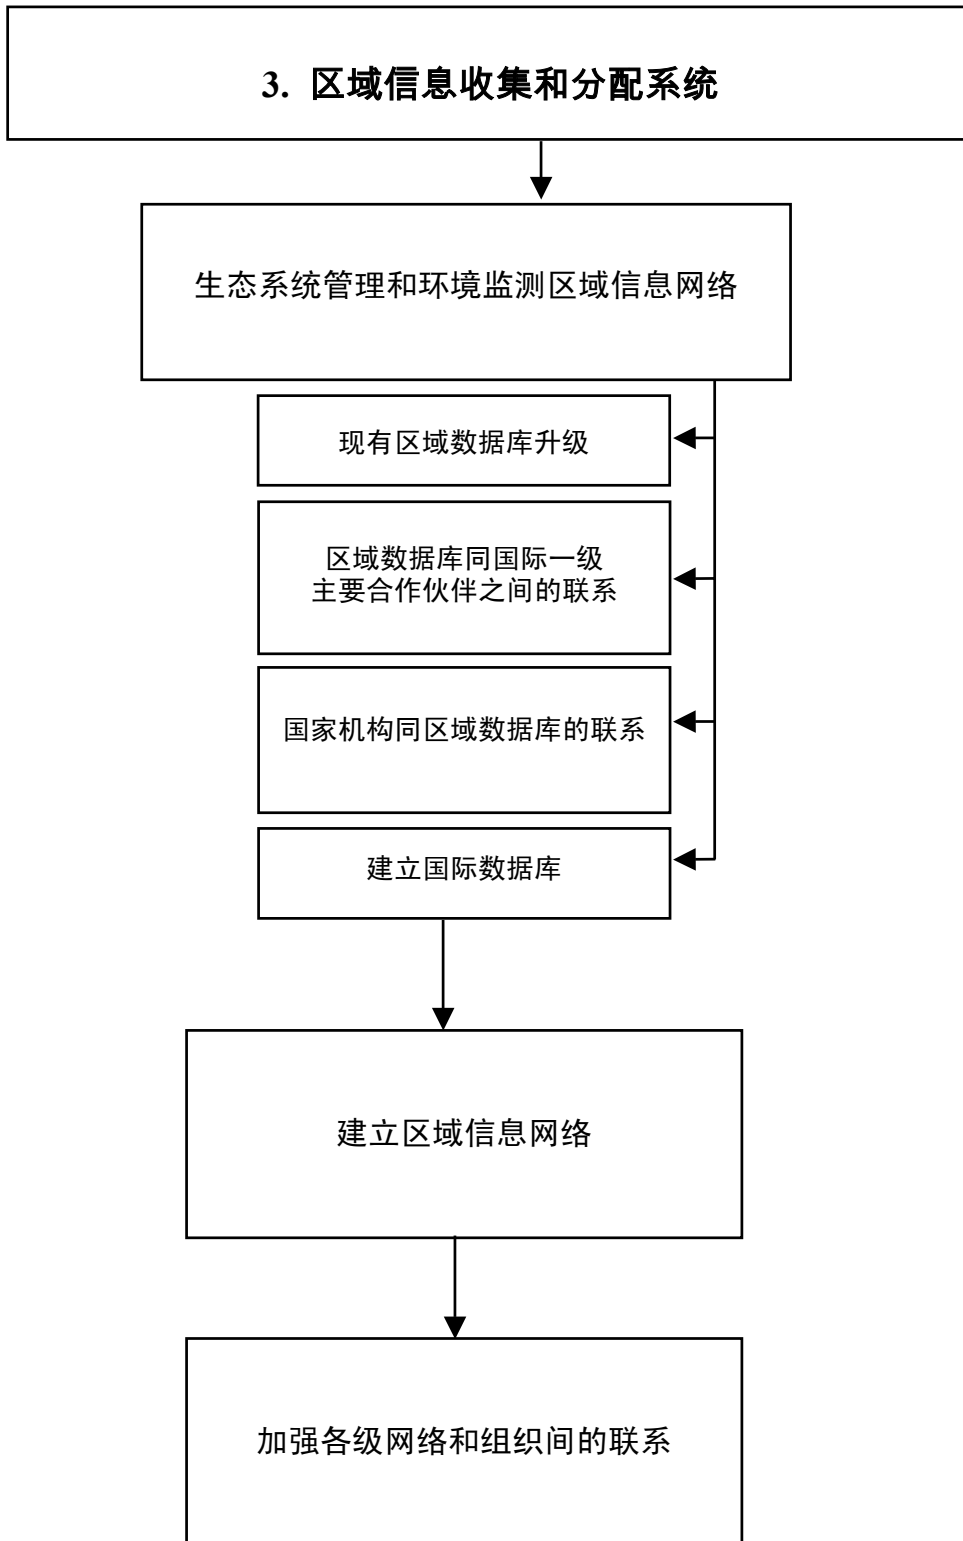 3. 区域信息收集和分配系统
生态系统管理和环境监测区域信息网络
现有区域数据库升级
区域数据库同国际一级
主要合作伙伴之间的联系
国家机构同区域数据库的联系
建立国际数据库
建立区域信息网络
加强各级网络和组织间的联系